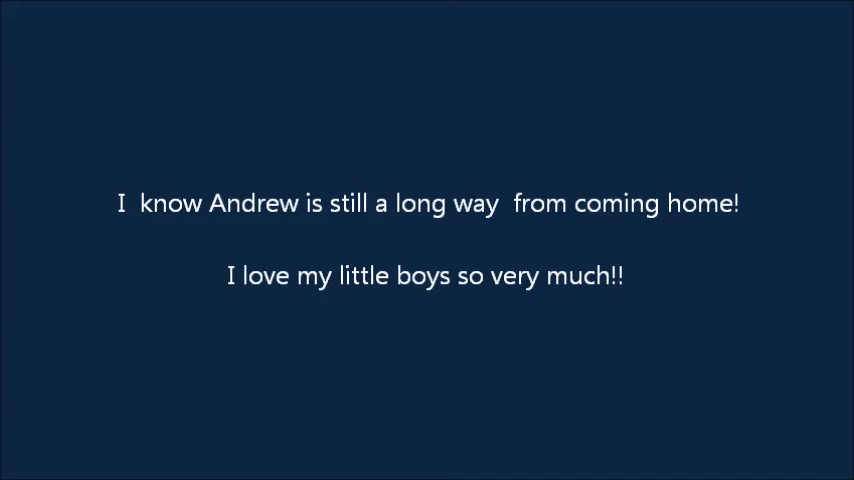 I  know Andrew is still a long way  from coming home!
I love my little boys so very much!!